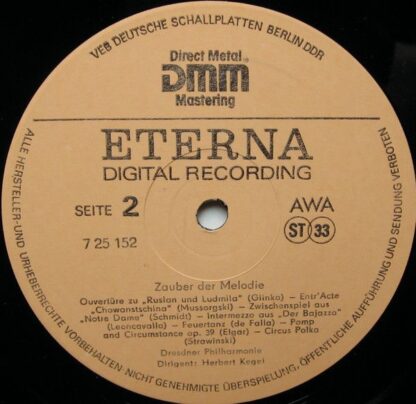 VEB DEUTSCHE SCHALLPLATTEN BERLIN DDR
Direct Metal
DMM
Mastering
ETERNA
DIGITAL RECORDING
SEITE 2
AWA
ST 33
7 25 152
Zauber der Melodie
Ouvertüre zu „Ruslan und Ludmila" (Glinka) – Entr'Acte
„Chowanstschina" (Mussorgski) – Zwischenspiel aus
„Notre Dame" (Schmidt) – Intermezzo aus „Der Bajazzo"
(Leoncavallo) – Feuertanz (de Falla) – Pomp
and Circumstance op. 39 (Elgar) – Circus Polka
(Strawinski)
Dresdner Philharmonie
Dirigent: Herbert Kegel
ALLE HERSTELLER-UND URHEBERRECHTE VORBEHALTEN·NICHT GENEHMIGTE ÜBERSPIELUNG, ÖFFENTLICHE AUFFÜHRUNG UND SENDUNG VERBOTEN